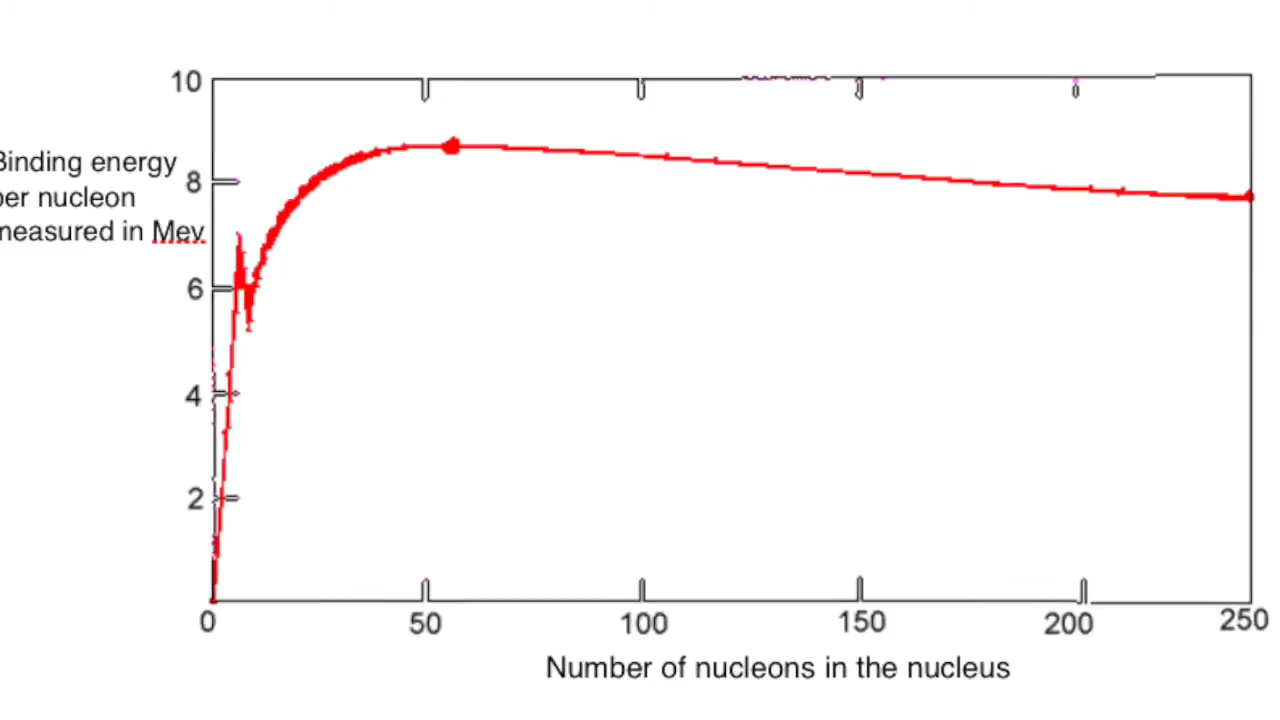 10
Binding energy
per nucleon
measured in Mev
8
6
4
2
0 50 100 150 200 250
Number of nucleons in the nucleus